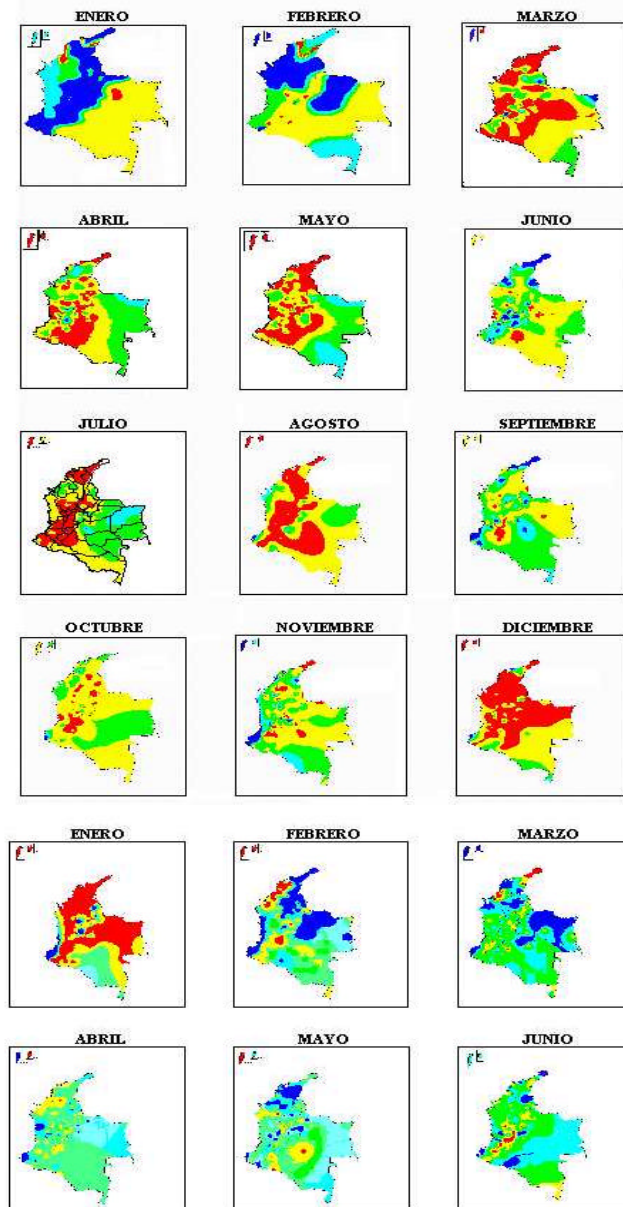 ENERO FEBRERO MARZO
ABRIL MAYO JUNIO
JULIO AGOSTO SEPTIEMBRE
OCTUBRE NOVIEMBRE DICIEMBRE
ENERO FEBRERO MARZO
ABRIL MAYO JUNIO